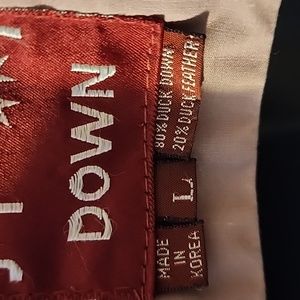 DOWN
80% DUCK DOWN
20% DUCK FEATHER
L
MADE
IN
KOREA